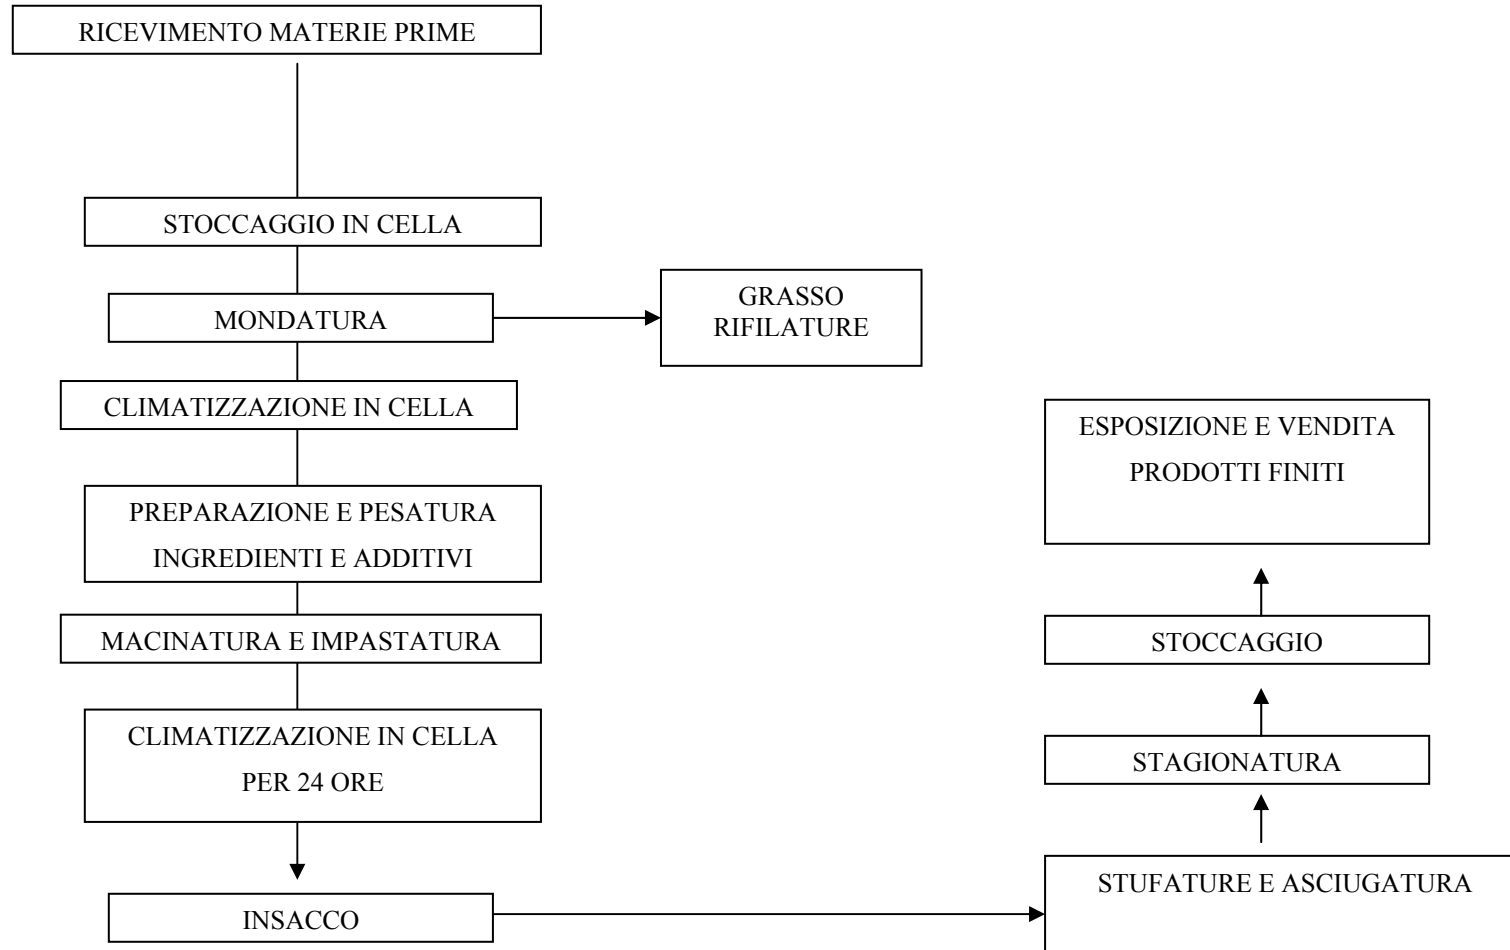 RICEVIMENTO MATERIE PRIME
STOCCAGGIO IN CELLA
MONDATURA
GRASSO
RIFILATURE
CLIMATIZZAZIONE IN CELLA
PREPARAZIONE E PESATURA
INGREDIENTI E ADDITIVI
MACINATURA E IMPASTATURA
CLIMATIZZAZIONE IN CELLA
PER 24 ORE
INSACCO
STUFATURE E ASCIUGATURA
STAGIONATURA
STOCCAGGIO
ESPOSIZIONE E VENDITA
PRODOTTI FINITI